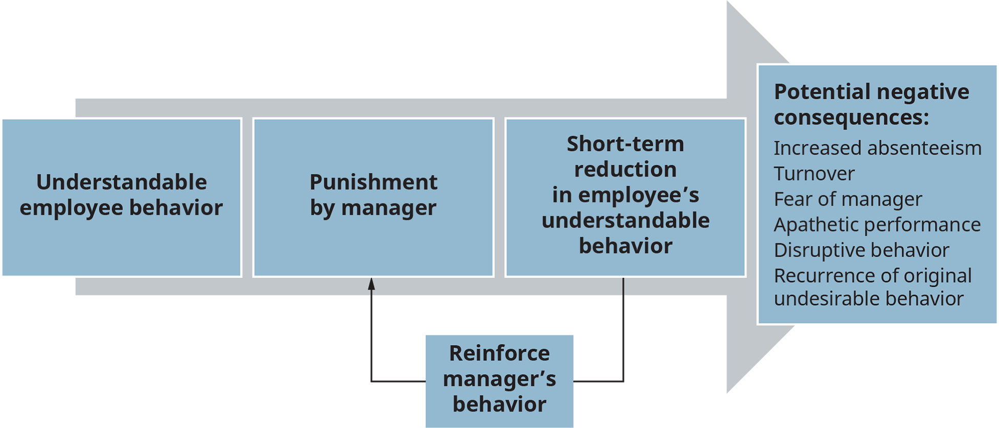 Understandable
employee behavior
Punishment
by manager
Short-term
reduction
in employee’s
understandable
behavior
Potential negative
consequences:
Increased absenteeism
Turnover
Fear of manager
Apathetic performance
Disruptive behavior
Recurrence of original
undesirable behavior
Reinforce
manager’s
behavior